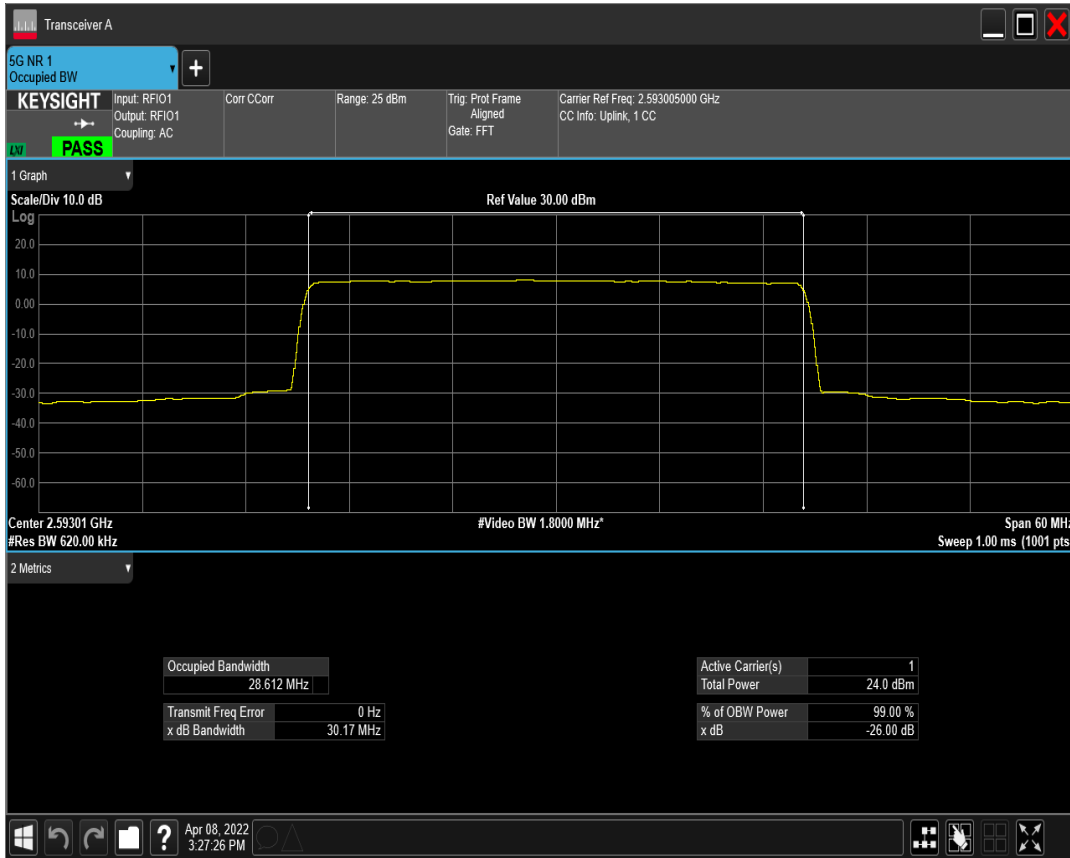 Transceiver A
5G NR 1
Occupied BW
+
KEYSIGHT
LXI
PASS
Input: RFIO1
Output: RFIO1
Coupling: AC
Corr CCorr
Range: 25 dBm
Trig: Prot Frame
Aligned
Gate: FFT
Carrier Ref Freq: 2.593005000 GHz
CC Info: Uplink, 1 CC
1 Graph
Scale/Div 10.0 dB
Ref Value 30.00 dBm
Log
20.0
10.0
0.00
-10.0
-20.0
-30.0
-40.0
-50.0
-60.0
Center 2.59301 GHz
#Video BW 1.8000 MHz*
Span 60 MHz
#Res BW 620.00 kHz
Sweep 1.00 ms (1001 pts
2 Metrics
Occupied Bandwidth
28.612 MHz
Transmit Freq Error 0 Hz
x dB Bandwidth 30.17 MHz
Active Carrier(s) 1
Total Power 24.0 dBm
% of OBW Power 99.00 %
x dB -26.00 dB
?
Apr 08, 2022
3:27:26 PM